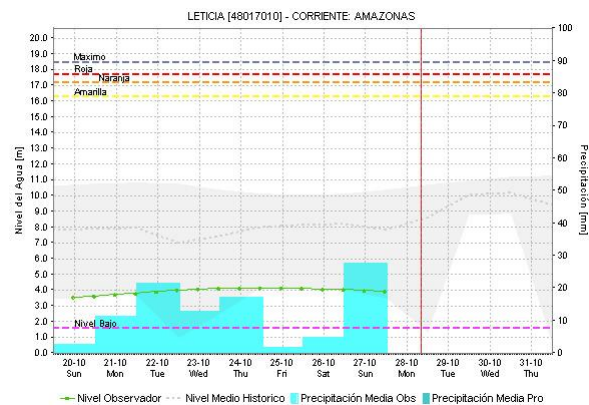 LETICIA [48017010] - CORRIENTE: AMAZONAS
Nivel del Agua [m]
20.0
19.0
18.0
17.0
16.0
15.0
14.0
13.0
12.0
11.0
10.0
9.0
8.0
7.0
6.0
5.0
4.0
3.0
2.0
1.0
0.0
Maximo
Roja
Naranja
Amarilla
Nivel Bajo
100
90
80
70
60
50
40
30
20
10
0
Precipitación [mm]
20-10 21-10 22-10 23-10 24-10 25-10 26-10 27-10 28-10 29-10 30-10 31-10
Sun Mon Tue Wed Thu Fri Sat Sun Mon Tue Wed Thu
Nivel Observador Nivel Medio Historico Precipitación Media Obs Precipitación Media Pro